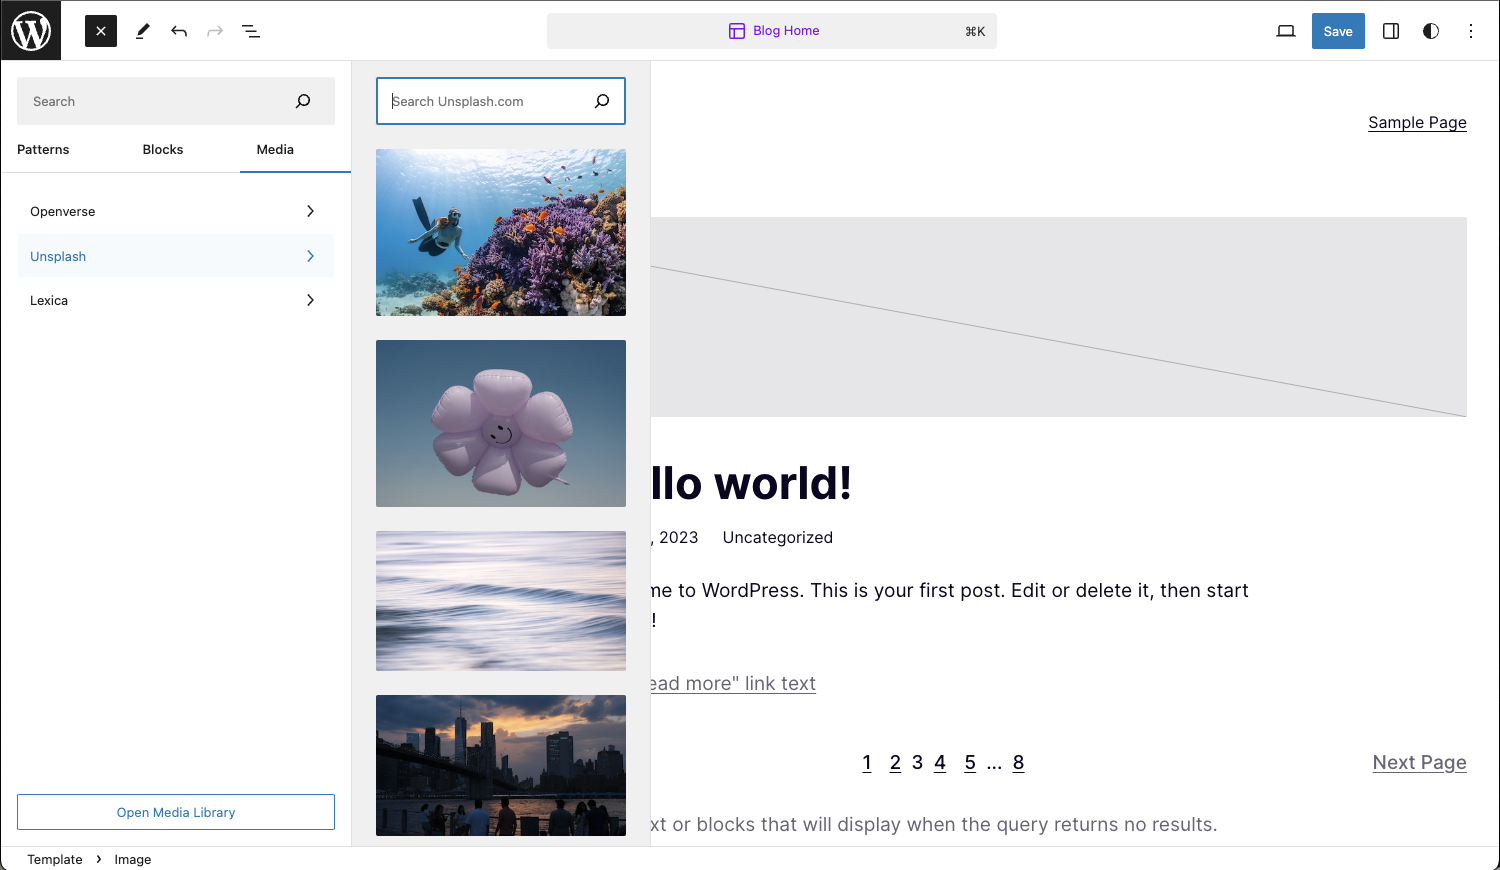 Blog Home
⌘K
Save
Search
Search Unsplash.com
Sample Page
Patterns
Blocks
Media
Openverse
Unsplash
Lexica
llo world!
, 2023
Uncategorized
me to WordPress. This is your first post. Edit or delete it, then start
!
ead more" link text
1 2 3 4 5 … 8
Next Page
Open Media Library
xt or blocks that will display when the query returns no results.
Template › Image